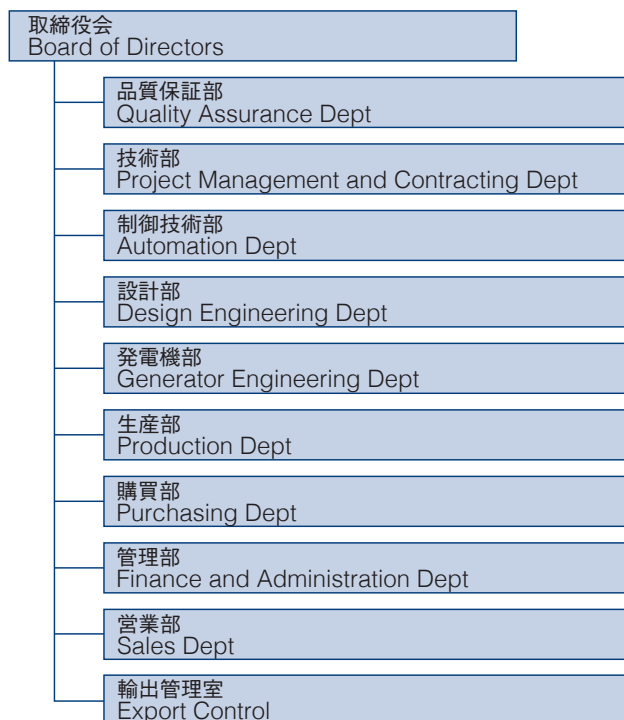 取締役会
Board of Directors
品質保証部
Quality Assurance Dept
技術部
Project Management and Contracting Dept
制御技術部
Automation Dept
設計部
Design Engineering Dept
発電機部
Generator Engineering Dept
生産部
Production Dept
購買部
Purchasing Dept
管理部
Finance and Administration Dept
営業部
Sales Dept
輸出管理室
Export Control